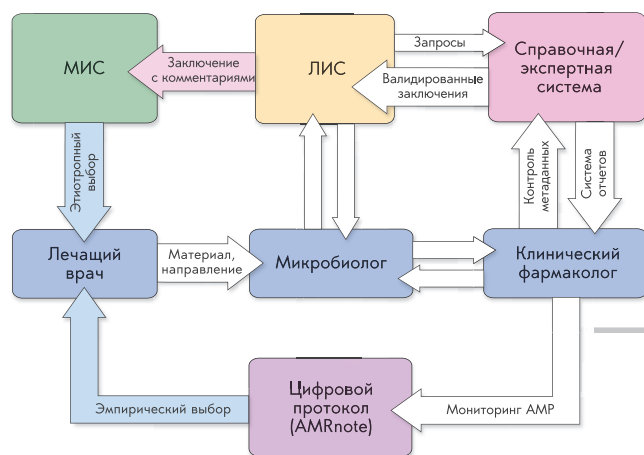 МИС
Заключение
с комментариями
ЛИС
Запросы
Валидированные
заключения
Справочная/
экспертная
система
Этиотропный
выбор
Контроль
метаданных
Система
отчетов
Лечащий
врач
Материал,
направление
Микробиолог
Клинический
фармаколог
Эмпирический выбор
Цифровой
протокол
(AMRnote)
Мониторинг АМР